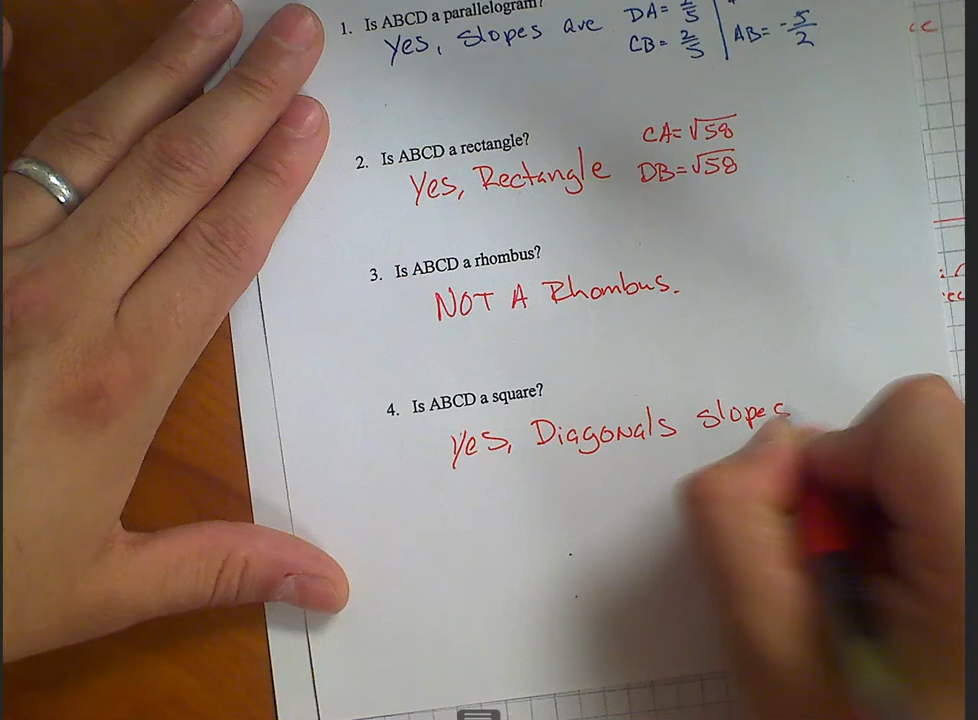 1. Is ABCD a parallelogram?
Yes, slopes are
DA= 2/5
CB= 2/5
AB= -5/2
2. Is ABCD a rectangle?
Yes, Rectangle
CA=√58
DB=√58
3. Is ABCD a rhombus?
NOT A Rhombus.
4. Is ABCD a square?
Yes, Diagonals slopes